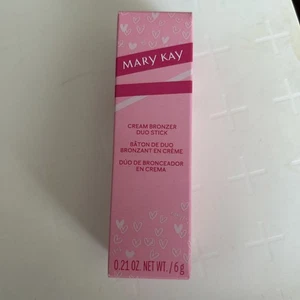 MARY KAY
CREAM BRONZER
DUO STICK
BÂTON DE DUO
BRONZANT EN CRÈME
DÚO DE BRONCEADOR
EN CREMA
0.21 OZ. NET WT. / 6 g